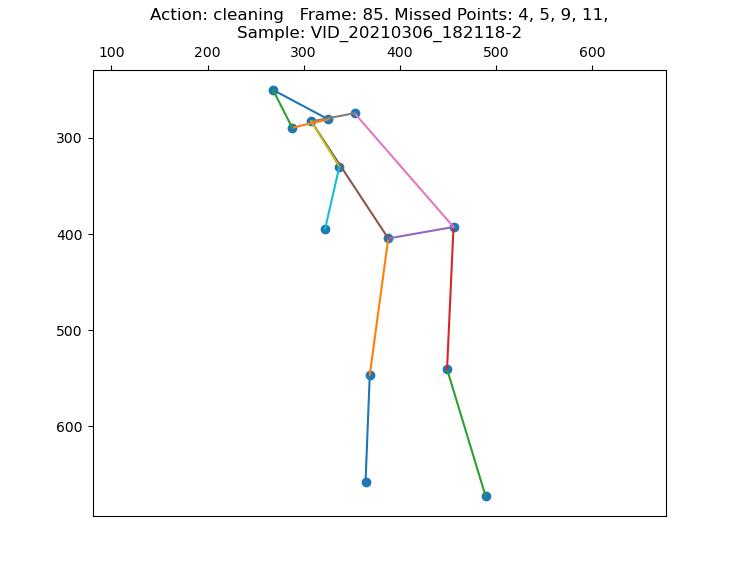 Action: cleaning   Frame: 85. Missed Points: 4, 5, 9, 11,
Sample: VID_20210306_182118-2
100 200 300 400 500 600
300
400
500
600